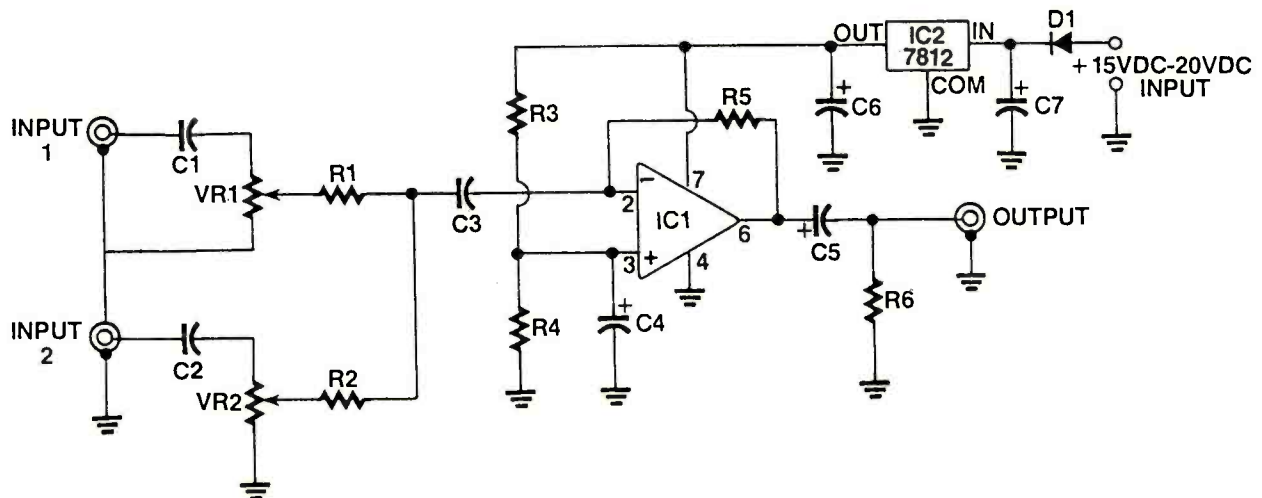 D1
OUT
IC2
7812
IN
+15VDC-20VDC
INPUT
COM
C6
C7
R3
R5
INPUT
1
C1
VR1
R1
C3
2
7
IC1
6
3
4
C5
OUTPUT
R4
C4
R6
INPUT
2
C2
VR2
R2